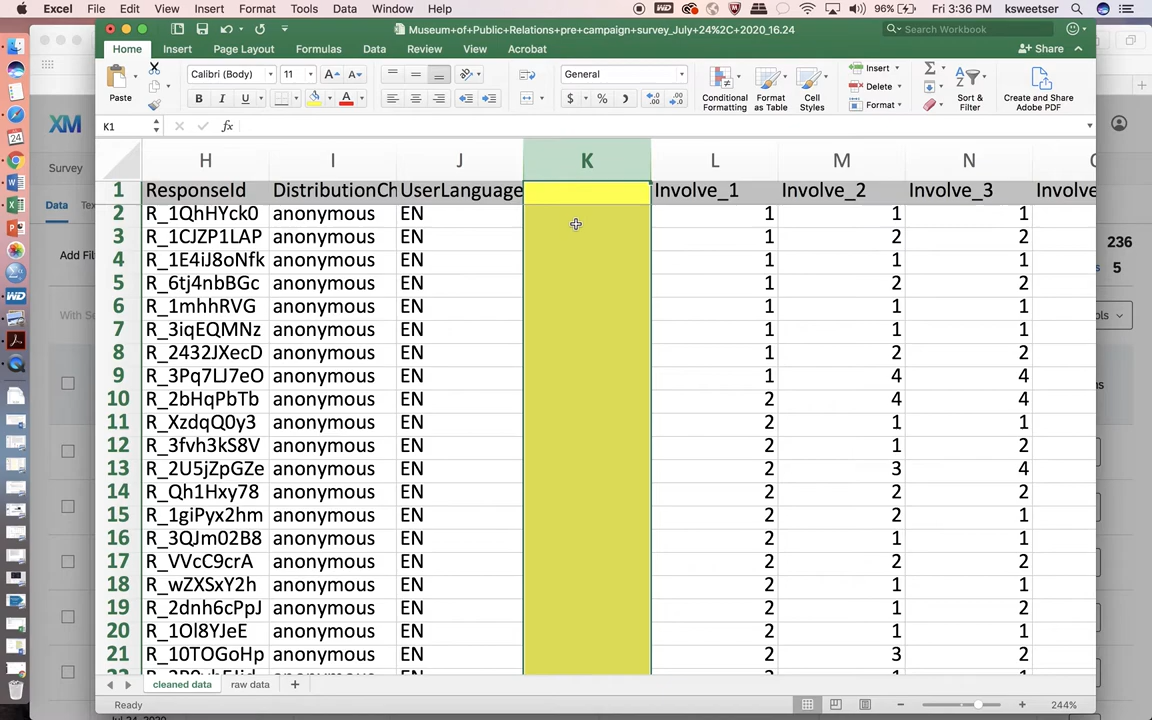 Excel File Edit View Insert Format Tools Data Window Help 96% Fri 3:36 PM ksweetser
Museum+of+Public+Relations+pre+campaign+survey_July +24%2C+2020_16.24
Search Workbook
Home Insert Page Layout Formulas Data Review View Acrobat
Share
Paste
Calibri (Body) 11
General
Conditional Formatting
Format as Table
Cell Styles
Insert
Delete
Format
Sort & Filter
Create and Share Adobe PDF
K1 fx
H I J K L M N
1 ResponseId DistributionCh UserLanguage Involve_1 Involve_2 Involve_3 Involve
2 R_1QhHYck0 anonymous EN 1 1 1
3 R_1CJZP1LAP anonymous EN 1 2 2
4 R_1E4iJ8oNfk anonymous EN 1 1 1
5 R_6tj4nbBGc anonymous EN 1 2 2
6 R_1mhhRVG anonymous EN 1 1 1
7 R_3iqEQMNz anonymous EN 1 1 1
8 R_2432JXecD anonymous EN 1 2 2
9 R_3Pq7LJ7eO anonymous EN 1 4 4
10 R_2bHqPbTb anonymous EN 2 4 4
11 R_XzdqQ0y3 anonymous EN 2 1 1
12 R_3fvh3kS8V anonymous EN 2 1 2
13 R_2U5jZpGZe anonymous EN 2 3 4
14 R_Qh1Hxy78 anonymous EN 2 2 2
15 R_1giPyx2hm anonymous EN 2 2 1
16 R_3QJm02B8 anonymous EN 2 1 1
17 R_VVcC9crA anonymous EN 2 2 2
18 R_wZXSxY2h anonymous EN 2 1 1
19 R_2dnh6cPpJ anonymous EN 2 1 2
20 R_1Ol8YJeE anonymous EN 2 1 1
21 R_10TOGoHp anonymous EN 2 3 2
cleaned data raw data
Ready 244%
XM
Survey
Data
Add Fil
With Se
236
5
Jul 24, 2020